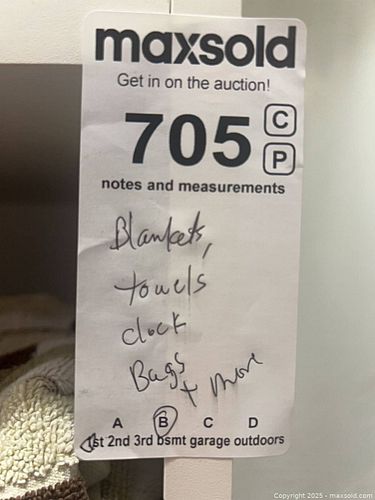 maxsold
Get in on the auction!
705 C
P
notes and measurements
Blankets,
towels
clock
Bags + more
A B C D
1st 2nd 3rd bsmt garage outdoors
Copyright 2025 - maxsold.com